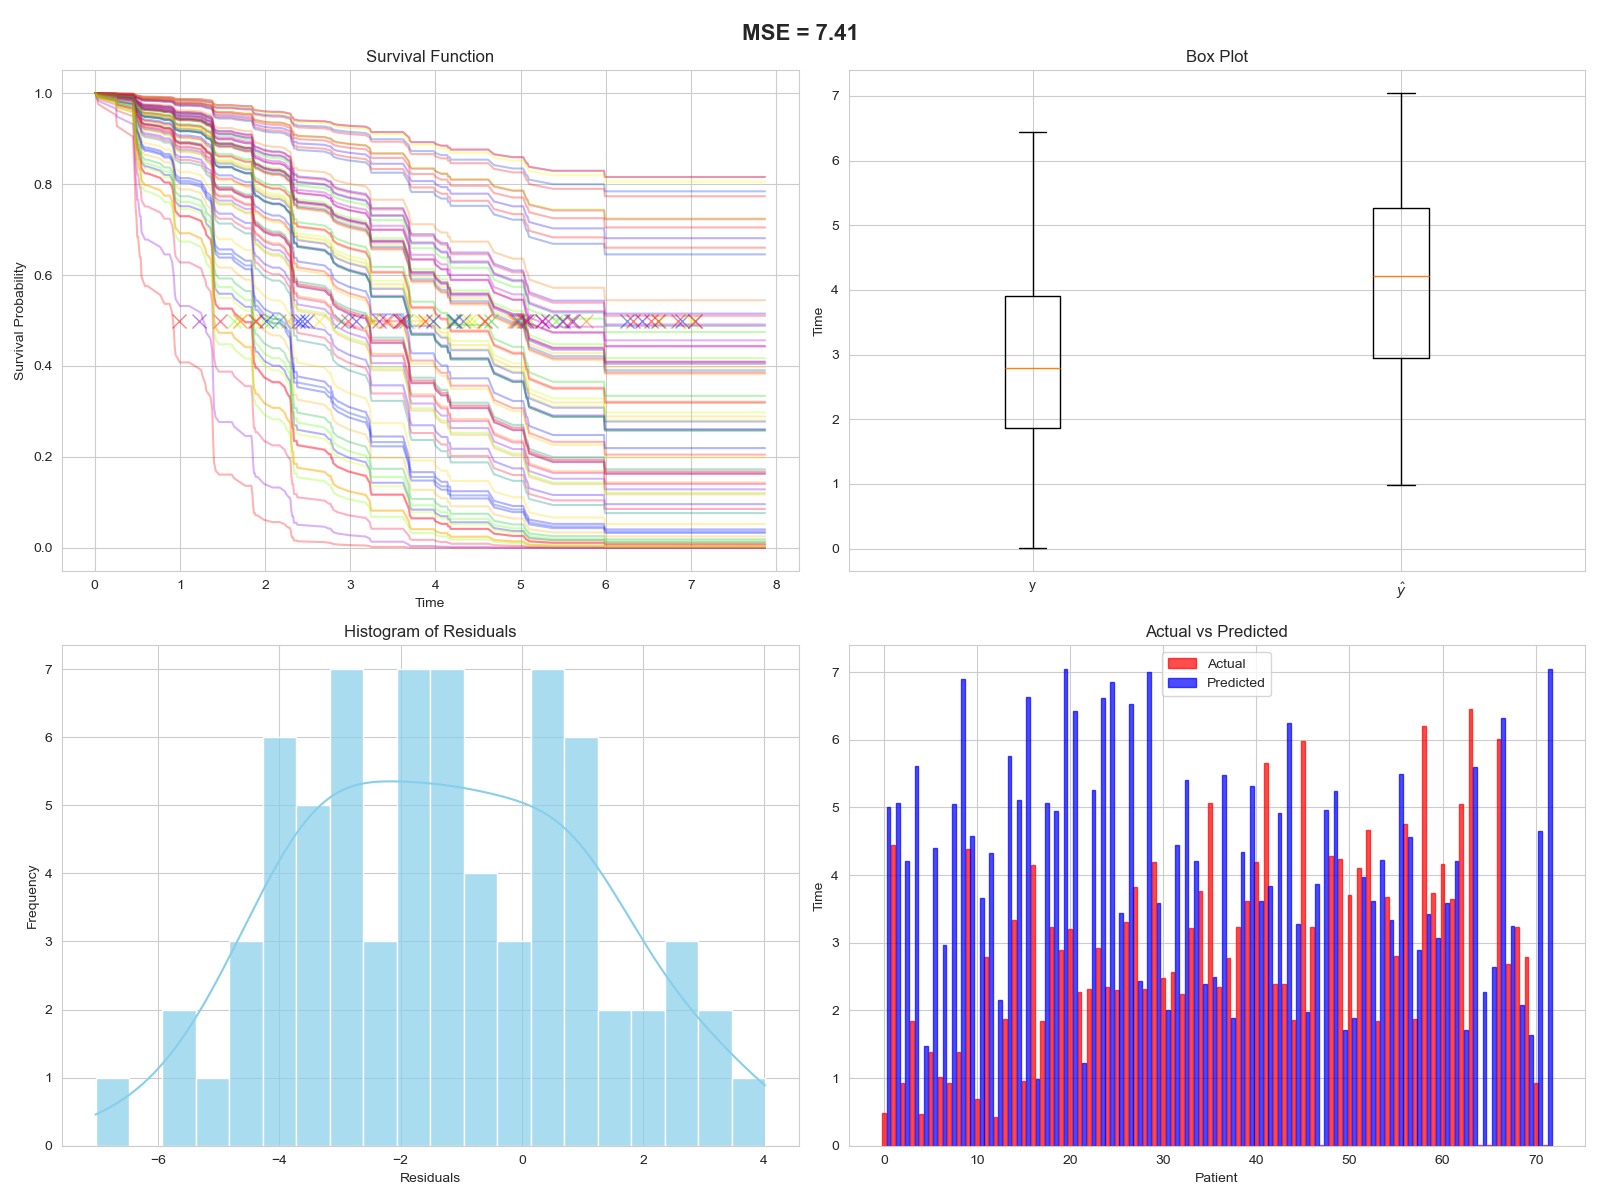 MSE = 7.41
Survival Function
1.0
0.8
0.6
0.4
0.2
0.0
Survival Probability
0 1 2 3 4 5 6 7 8
Time
Box Plot
7
6
5
4
3
2
1
0
Time
y ŷ
Histogram of Residuals
7
6
5
4
3
2
1
0
Frequency
−6 −4 −2 0 2 4
Residuals
Actual vs Predicted
Actual
Predicted
7
6
5
4
3
2
1
0
Time
0 10 20 30 40 50 60 70
Patient